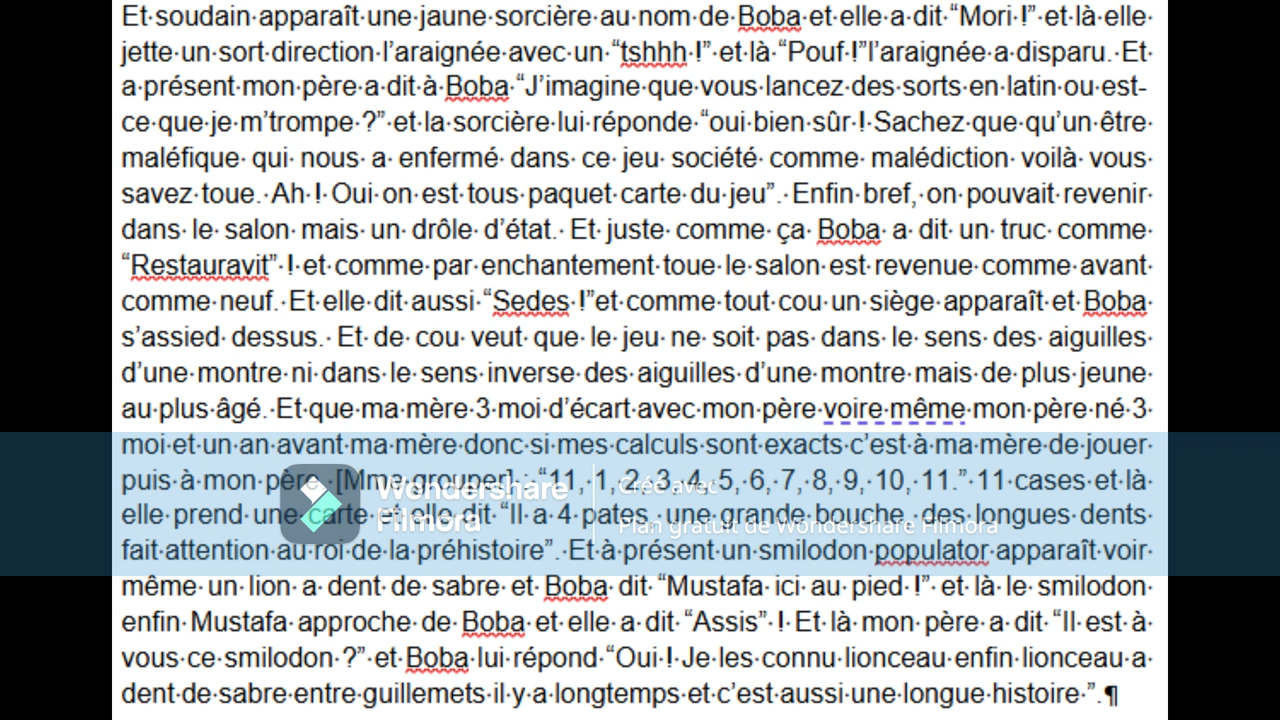 Et soudain apparaît une jaune sorcière au nom de Boba et elle a dit “Mori !” et là elle
jette un sort direction l’araignée avec un “tshhh !” et là “Pouf !”l’araignée a disparu. Et
a présent mon père a dit à Boba “J’imagine que vous lancez des sorts en latin ou est-
ce que je m’trompe ?” et la sorcière lui réponde “oui bien sûr ! Sachez que qu’un être
maléfique qui nous a enfermé dans ce jeu société comme malédiction voilà vous
savez toue. Ah ! Oui on est tous paquet carte du jeu”. Enfin bref, on pouvait revenir
dans le salon mais un drôle d’état. Et juste comme ça Boba a dit un truc comme
“Restauravit” ! et comme par enchantement toue le salon est revenue comme avant
comme neuf. Et elle dit aussi “Sedes !”et comme tout cou un siège apparaît et Boba
s’assied dessus. Et de cou veut que le jeu ne soit pas dans le sens des aiguilles
d’une montre ni dans le sens inverse des aiguilles d’une montre mais de plus jeune
au plus âgé. Et que ma mère 3 moi d’écart avec mon père voire même mon père né 3
moi et un an avant ma mère donc si mes calculs sont exacts c’est à ma mère de jouer
puis à mon père. [Mme grouper] : “11, 1, 2, 3, 4, 5, 6, 7, 8, 9, 10, 11.” 11 cases et là
elle prend une carte et elle dit “Il a 4 pates, une grande bouche, des longues dents
fait attention au roi de la préhistoire”. Et à présent un smilodon populator apparaît voir
même un lion a dent de sabre et Boba dit “Mustafa ici au pied !” et là le smilodon
enfin Mustafa approche de Boba et elle a dit “Assis” ! Et là mon père a dit “Il est à
vous ce smilodon ?” et Boba lui répond “Oui ! Je les connu lionceau enfin lionceau a
dent de sabre entre guillemets il y a longtemps et c’est aussi une longue histoire ”.¶
Wondershare
Filmora
Créé avec
Plan gratuit de Wondershare Filmora